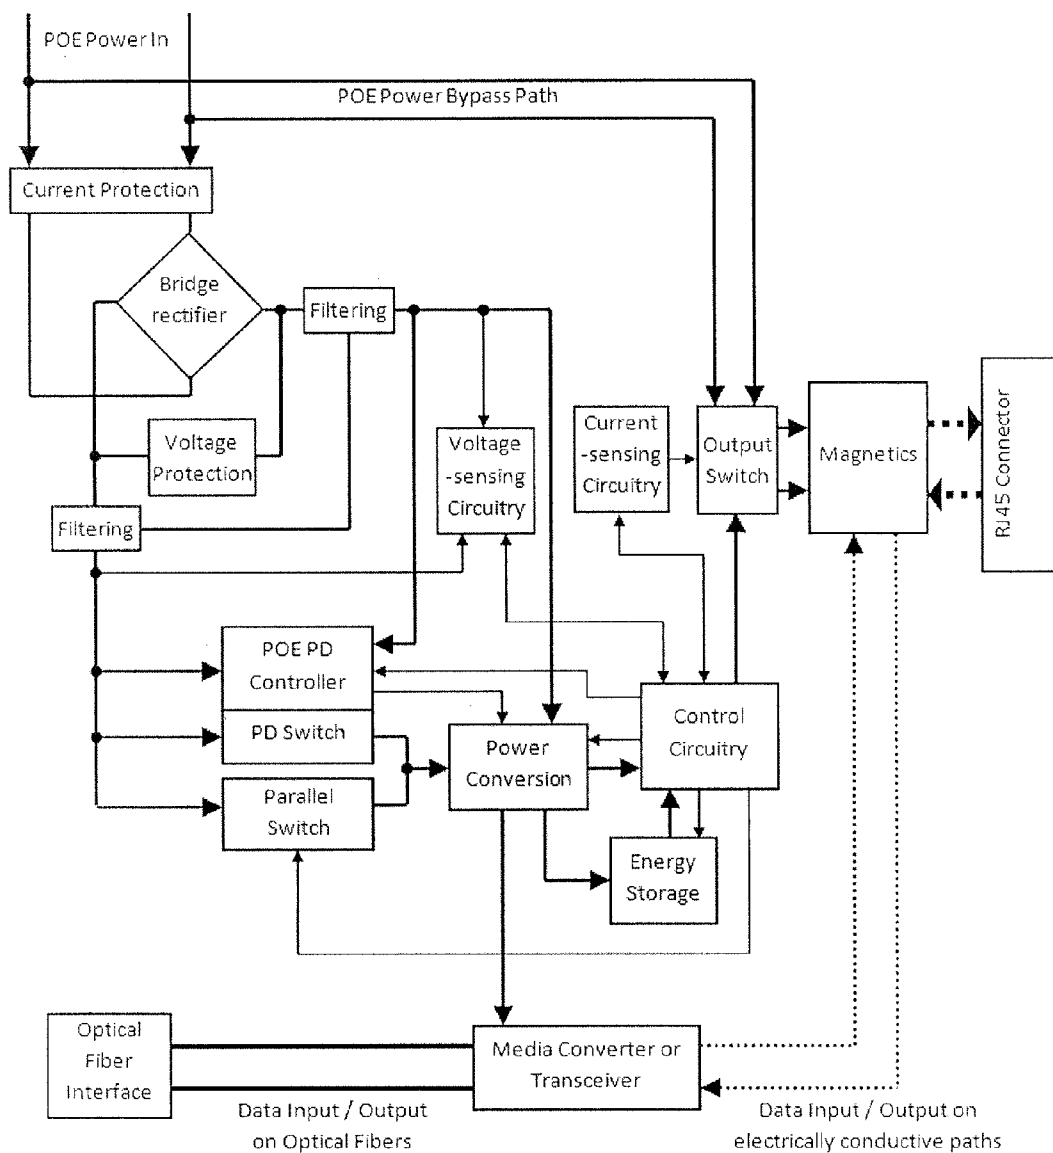 POE Power In
POE Power Bypass Path
Current Protection
Bridge
rectifier
Filtering
Voltage
Protection
Filtering
Voltage
-sensing
Circuitry
Current
-sensing
Circuitry
Output
Switch
Magnetics
RJ45 Connector
POE PD
Controller
PD Switch
Parallel
Switch
Power
Conversion
Control
Circuitry
Energy
Storage
Optical
Fiber
Interface
Media Converter or
Transceiver
Data Input / Output
on Optical Fibers
Data Input / Output on
electrically conductive paths